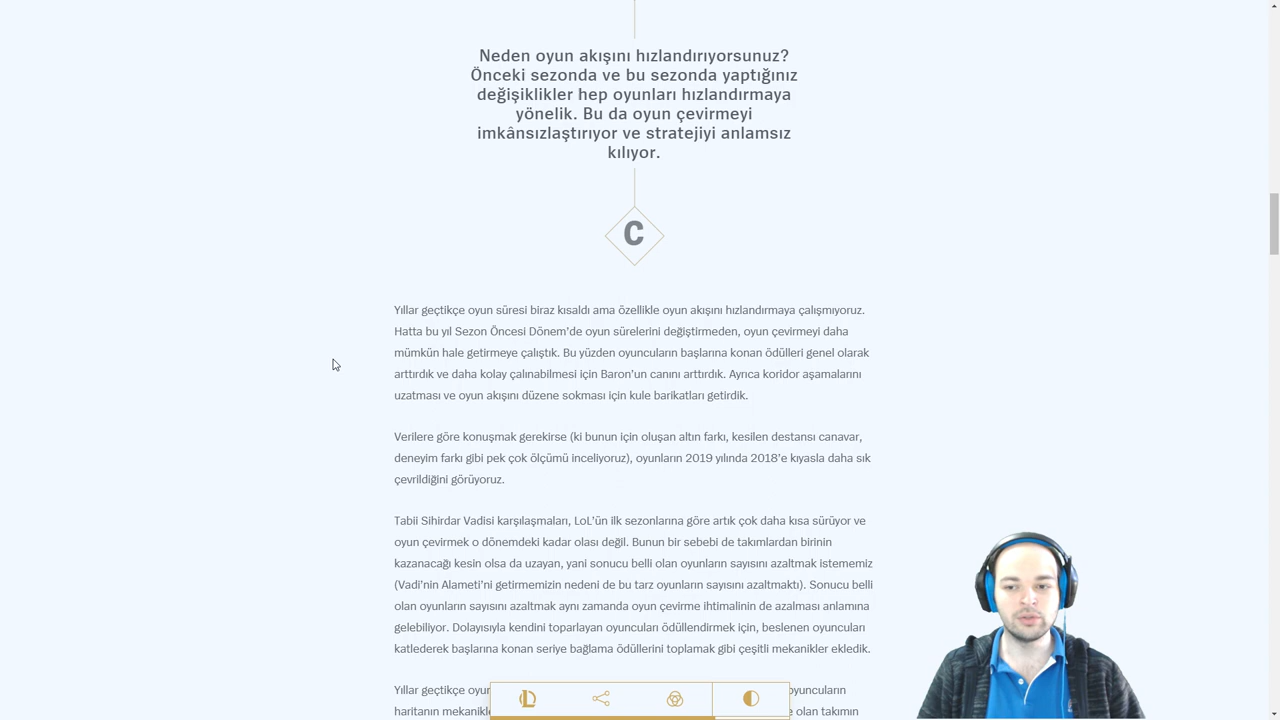 Neden oyun akışını hızlandırıyorsunuz?
Önceki sezonda ve bu sezonda yaptığınız
değişiklikler hep oyunları hızlandırmaya
yönelik. Bu da oyun çevirmeyi
imkânsızlaştırıyor ve stratejiyi anlamsız
kılıyor.
C
Yıllar geçtikçe oyun süresi biraz kısaldı ama özellikle oyun akışını hızlandırmaya çalışmıyoruz.
Hatta bu yıl Sezon Öncesi Dönem'de oyun sürelerini değiştirmeden, oyun çevirmeyi daha
mümkün hale getirmeye çalıştık. Bu yüzden oyuncuların başlarına konan ödülleri genel olarak
arttırdık ve daha kolay çalınabilmesi için Baron'un canını arttırdık. Ayrıca koridor aşamalarını
uzatması ve oyun akışını düzene sokması için kule barikatları getirdik.
Verilere göre konuşmak gerekirse (ki bunun için oluşan altın farkı, kesilen destansı canavar,
deneyim farkı gibi pek çok ölçümü inceliyoruz), oyunların 2019 yılında 2018'e kıyasla daha sık
çevrildiğini görüyoruz.
Tabii Sihirdar Vadisi karşılaşmaları, LoL'ün ilk sezonlarına göre artık çok daha kısa sürüyor ve
oyun çevirmek o dönemdeki kadar olası değil. Bunun bir sebebi de takımlardan birinin
kazanacağı kesin olsa da uzayan, yani sonucu belli olan oyunların sayısını azaltmak istememiz
(Vadi'nin Alameti'ni getirmemizin nedeni de bu tarz oyunların sayısını azaltmaktı). Sonucu belli
olan oyunların sayısını azaltmak aynı zamanda oyun çevirme ihtimalinin de azalması anlamına
gelebiliyor. Dolayısıyla kendini toparlayan oyuncuları ödüllendirmek için, beslenen oyuncuları
katlederek başlarına konan seriye bağlama ödüllerini toplamak gibi çeşitli mekanikler ekledik.
Yıllar geçtikçe
haritanın olan takımın